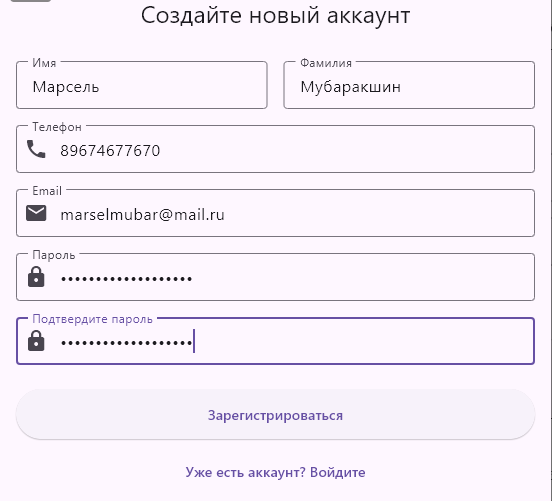 Создайте новый аккаунт
Имя Фамилия
Марсель Мубаракшин
Телефон
89674677670
Email
marselmubar@mail.ru
Пароль
•••••••••••••••••••
Подтвердите пароль
•••••••••••••••••••
Зарегистрироваться
Уже есть аккаунт? Войдите